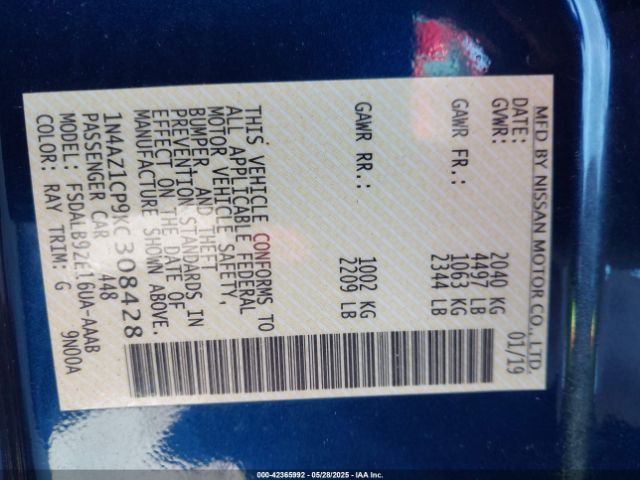 MFD BY NISSAN MOTOR CO., LTD.
DATE: 01/19
GVWR: 2040 KG
4497 LB
GAWR FR.: 1063 KG
2344 LB
GAWR RR.: 1002 KG
2209 LB
THIS VEHICLE CONFORMS TO
ALL APPLICABLE FEDERAL
MOTOR VEHICLE SAFETY,
BUMPER, AND THEFT
PREVENTION STANDARDS IN
EFFECT ON THE DATE OF
MANUFACTURE SHOWN ABOVE.
1N4AZ1CP9KC308428
PASSENGER CAR 448
MODEL: FSDALB9ZE16UA-AAAB
COLOR: RAY TRIM: G 9N00A
000-42365992 - 05/28/2025 - IAA Inc.